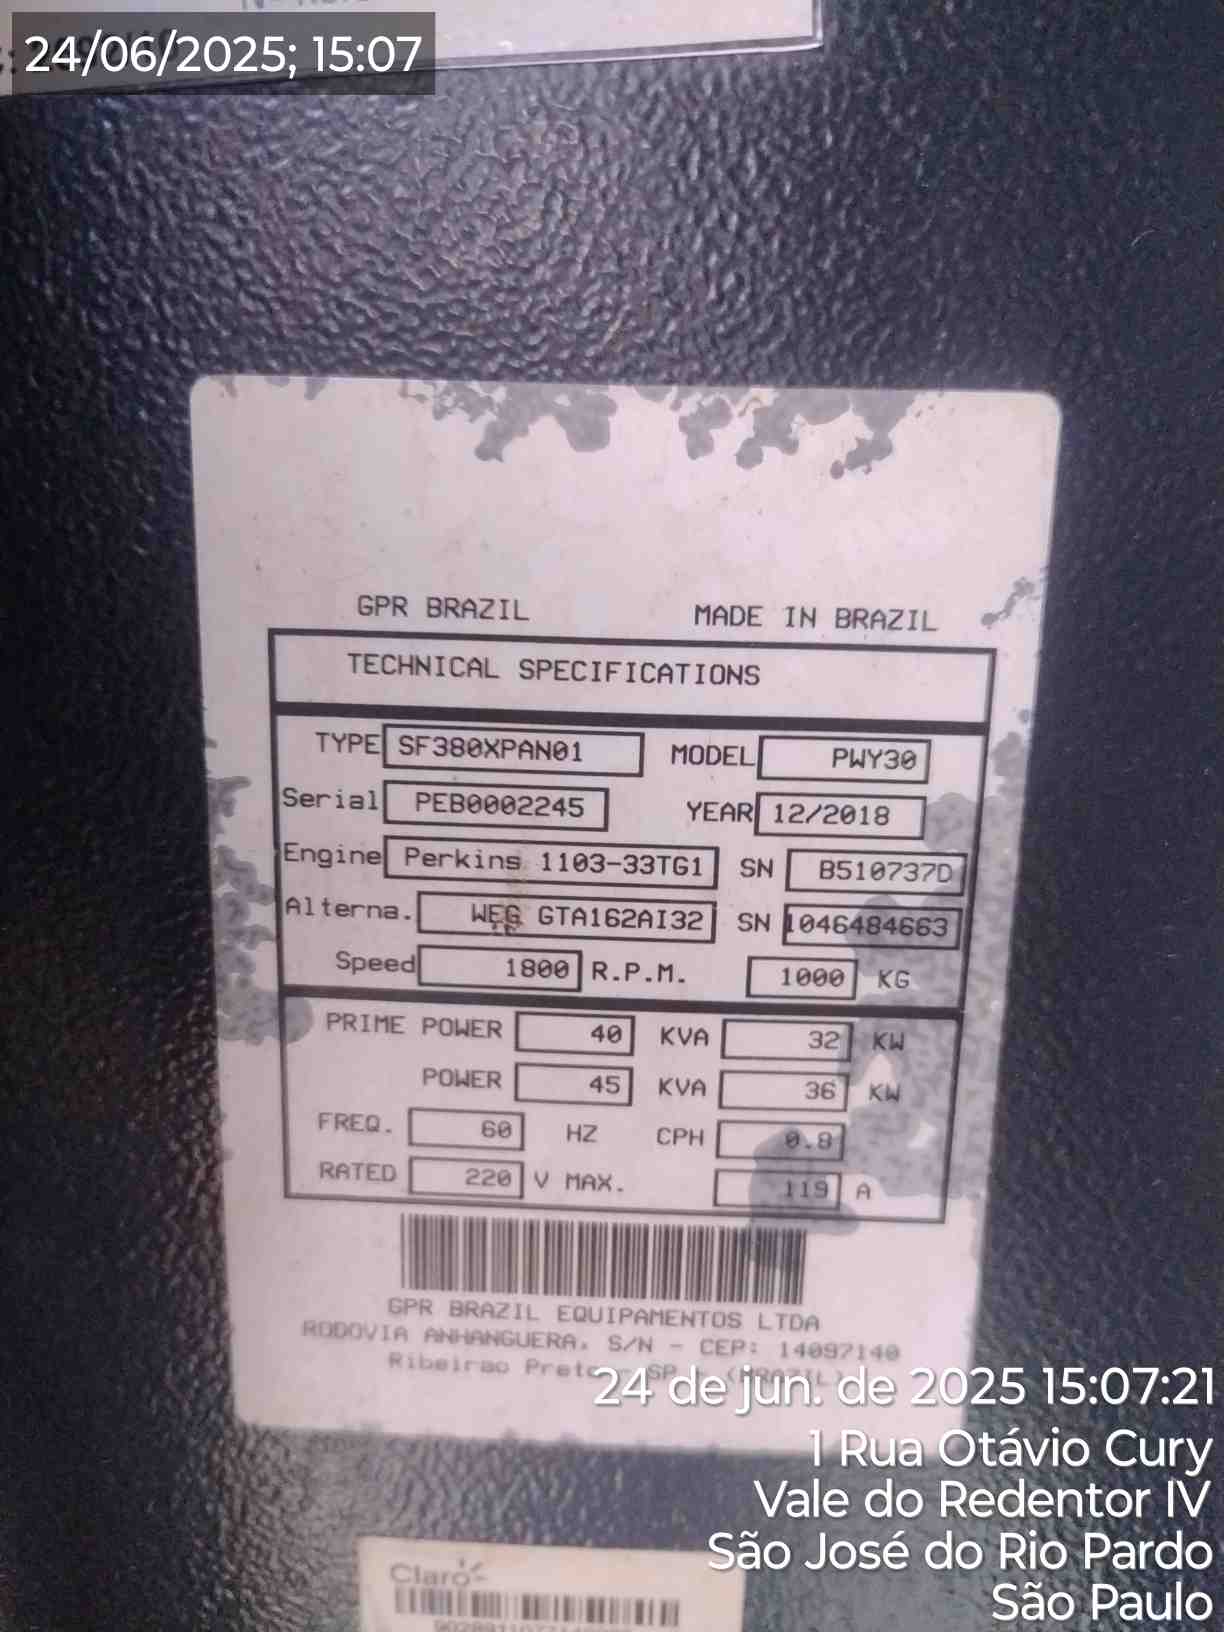 24/06/2025; 15:07
GPR BRAZIL MADE IN BRAZIL
TECHNICAL SPECIFICATIONS
TYPE SF380XPAN01 MODEL PWY30
Serial PEB0002245 YEAR 12/2018
Engine Perkins 1103-33TG1 SN B510737D
Alterna. WEG GTA162AI32 SN 1046484663
Speed 1800 R.P.M. 1000 KG
PRIME POWER 40 KVA 32 KW
POWER 45 KVA 36 KW
FREQ. 60 HZ CPH 0.8
RATED 220 V MAX. 119 A
GPR BRAZIL EQUIPAMENTOS LTDA
RODOVIA ANHANGUERA, S/N - CEP: 14097140
Ribeirao Preto - SP - (BRAZIL)
24 de jun. de 2025 15:07:21
1 Rua Otávio Cury
Vale do Redentor IV
São José do Rio Pardo
São Paulo
Claro